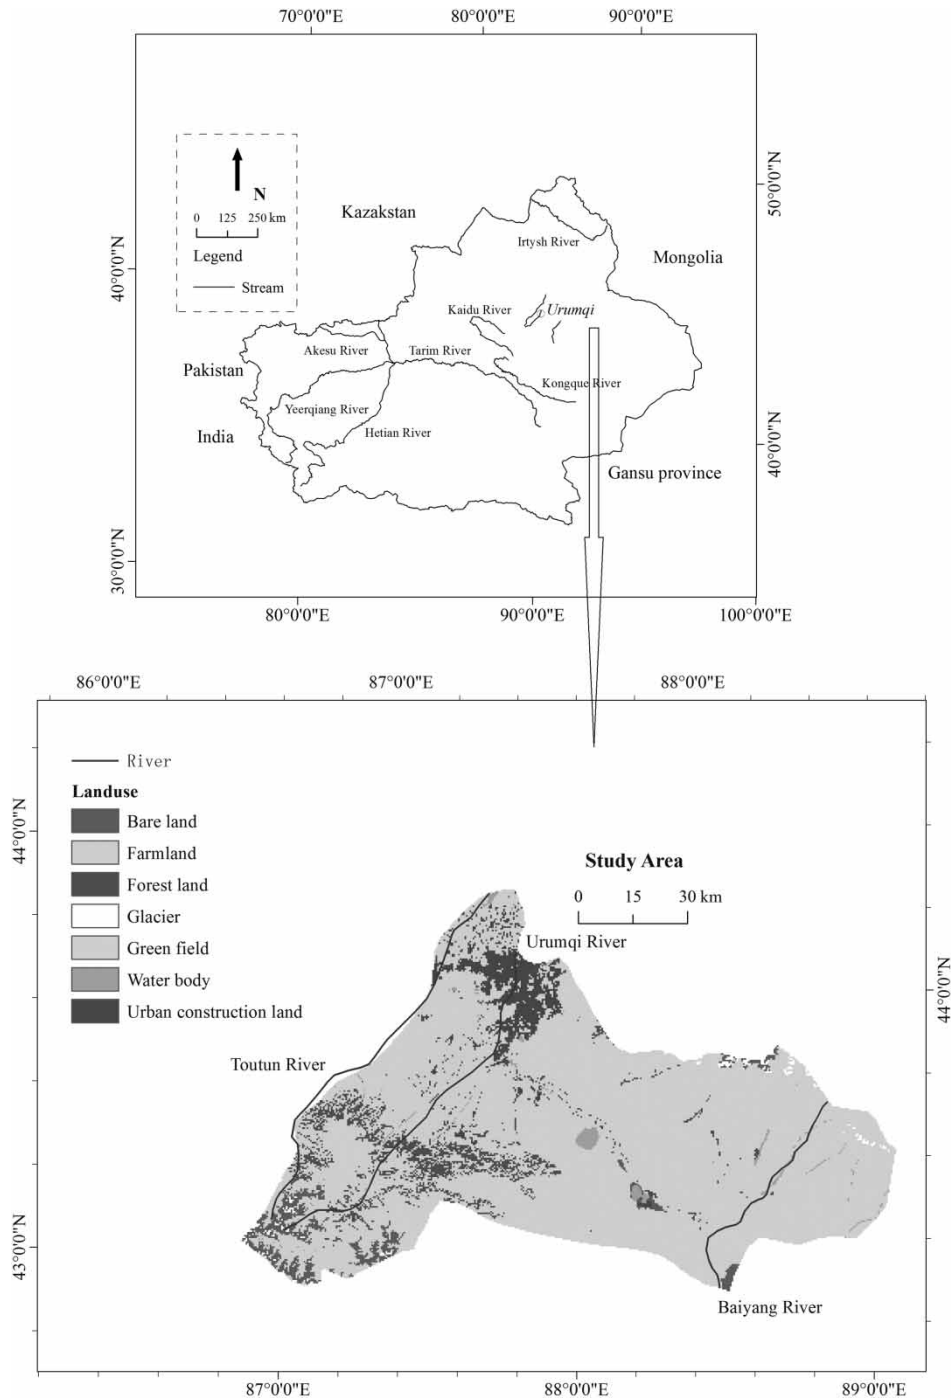 70°0'0"E
80°0'0"E
90°0'0"E
50°0'0"N
40°0'0"N
40°0'0"N
30°0'0"N
N
0 125 250 km
Legend
Stream
Kazakstan
Mongolia
Pakistan
India
Gansu province
Irtysh River
Kaidu River
Urumqi
Akesu River
Tarim River
Kongque River
Yeerqiang River
Hetian River
80°0'0"E
90°0'0"E
100°0'0"E
86°0'0"E
87°0'0"E
88°0'0"E
44°0'0"N
43°0'0"N
44°0'0"N
River
Landuse
Bare land
Farmland
Forest land
Glacier
Green field
Water body
Urban construction land
Study Area
0 15 30 km
Urumqi River
Toutun River
Baiyang River
87°0'0"E
88°0'0"E
89°0'0"E